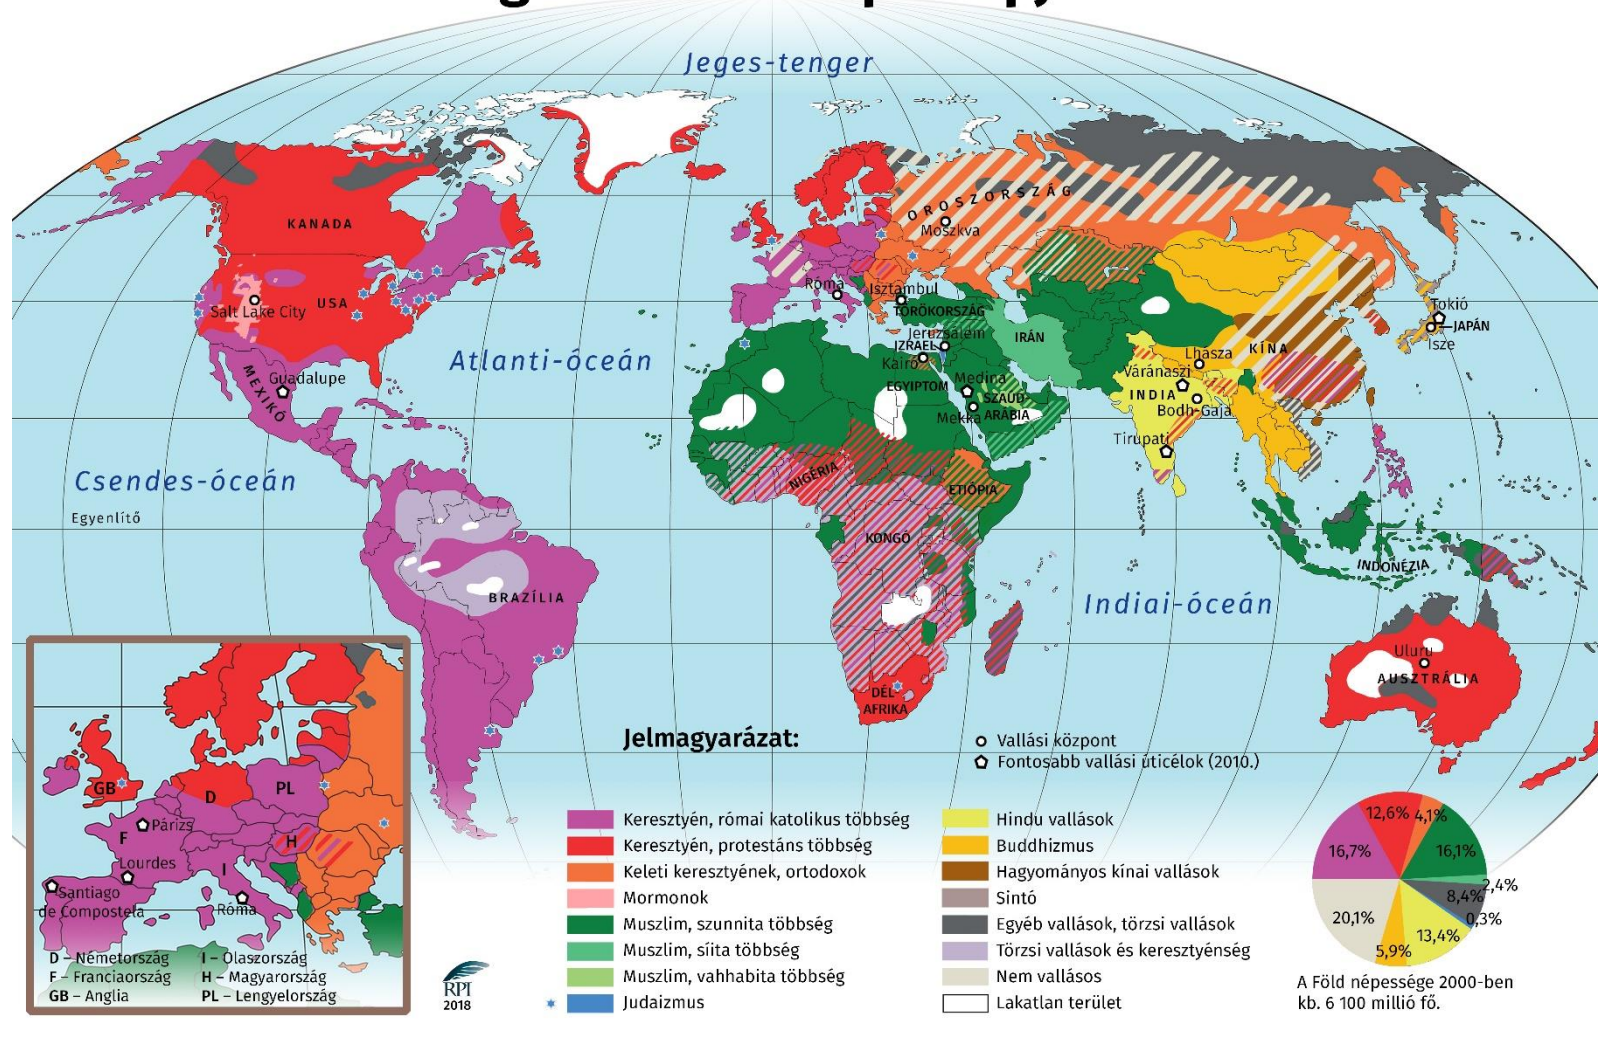 Jeges-tenger
KANADA
OROSZORSZÁG
Moszkva
USA
Salt Lake City
Róma
Isztambul
TÖRÖKORSZÁG
Jeruzsálem
IZRAEL
IRÁN
Kairó
EGYIPTOM
Medina
SZAÚD-
ARÁBIA
Mekka
Tokió
JAPÁN
Isze
KÍNA
Lhásza
Váránaszi
INDIA
Bodh-Gaja
Tirupati
Atlanti-óceán
MEXIKÓ
Guadalupe
Csendes-óceán
Egyenlítő
NIGÉRIA
ETIÓPIA
KONGÓ
BRAZÍLIA
INDONÉZIA
Indiai-óceán
Uluru
AUSZTRÁLIA
DÉL
AFRIKA
GB
D
PL
F
Párizs
H
Lourdes
I
Santiago
de Compostela
Róma
D – Németország
F – Franciaország
GB – Anglia
I – Olaszország
H – Magyarország
PL – Lengyelország
RPI
2018
Jelmagyarázat:
Vallási központ
Fontosabb vallási úticélok (2010.)
Keresztyén, római katolikus többség
Keresztyén, protestáns többség
Keleti keresztyének, ortodoxok
Mormonok
Muszlim, szunnita többség
Muszlim, síita többség
Muszlim, vahhabita többség
Judaizmus
Hindu vallások
Buddhizmus
Hagyományos kínai vallások
Sintó
Egyéb vallások, törzsi vallások
Törzsi vallások és keresztyénség
Nem vallásos
Lakatlan terület
12,6%
4,1%
16,7%
16,1%
2,4%
8,4%
0,3%
20,1%
13,4%
5,9%
A Föld népessége 2000-ben
kb. 6 100 millió fő.